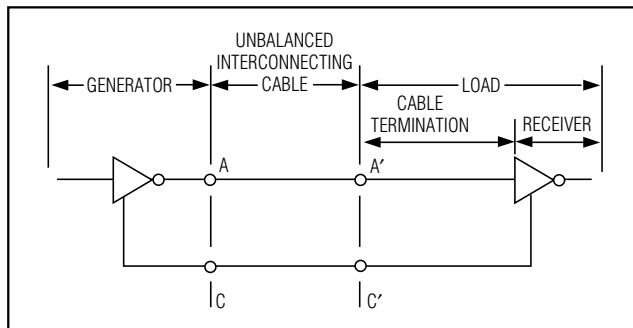 UNBALANCED
INTERCONNECTING
CABLE
GENERATOR
LOAD
CABLE
TERMINATION
RECEIVER
A
A′
C
C′